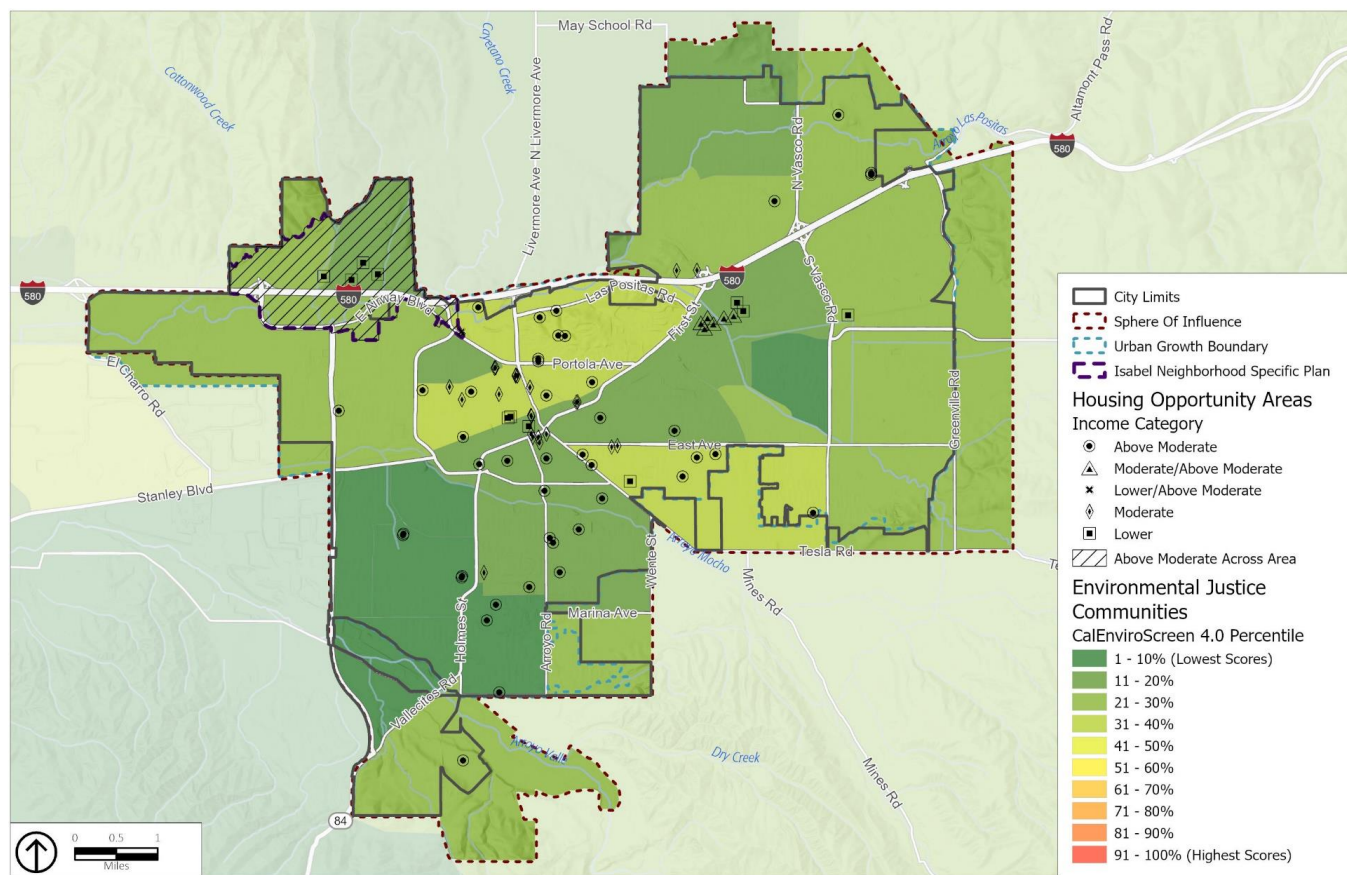 May School Rd
Cayetano Creek
Cottonwood Creek
Livermore Ave N Livermore Ave
Altamont Pass Rd
Arroyo Las Positas
N Vasco Rd
580
580
580
580
E Airway Blvd
Las Positas Rd
First St
S Vasco Rd
Portola Ave
El Charro Rd
Greenville Rd
East Ave
Stanley Blvd
Tesla Rd
Arroyo Mocho
Wente St
Mines Rd
Marina Ave
Holmes St
Arroyo Rd
Vallecitos Rd
Dry Creek
Mines Rd
84
0 0.5 1
Miles
City Limits
Sphere Of Influence
Urban Growth Boundary
Isabel Neighborhood Specific Plan
Housing Opportunity Areas
Income Category
Above Moderate
Moderate/Above Moderate
Lower/Above Moderate
Moderate
Lower
Above Moderate Across Area
Environmental Justice
Communities
CalEnviroScreen 4.0 Percentile
1 - 10% (Lowest Scores)
11 - 20%
21 - 30%
31 - 40%
41 - 50%
51 - 60%
61 - 70%
71 - 80%
81 - 90%
91 - 100% (Highest Scores)